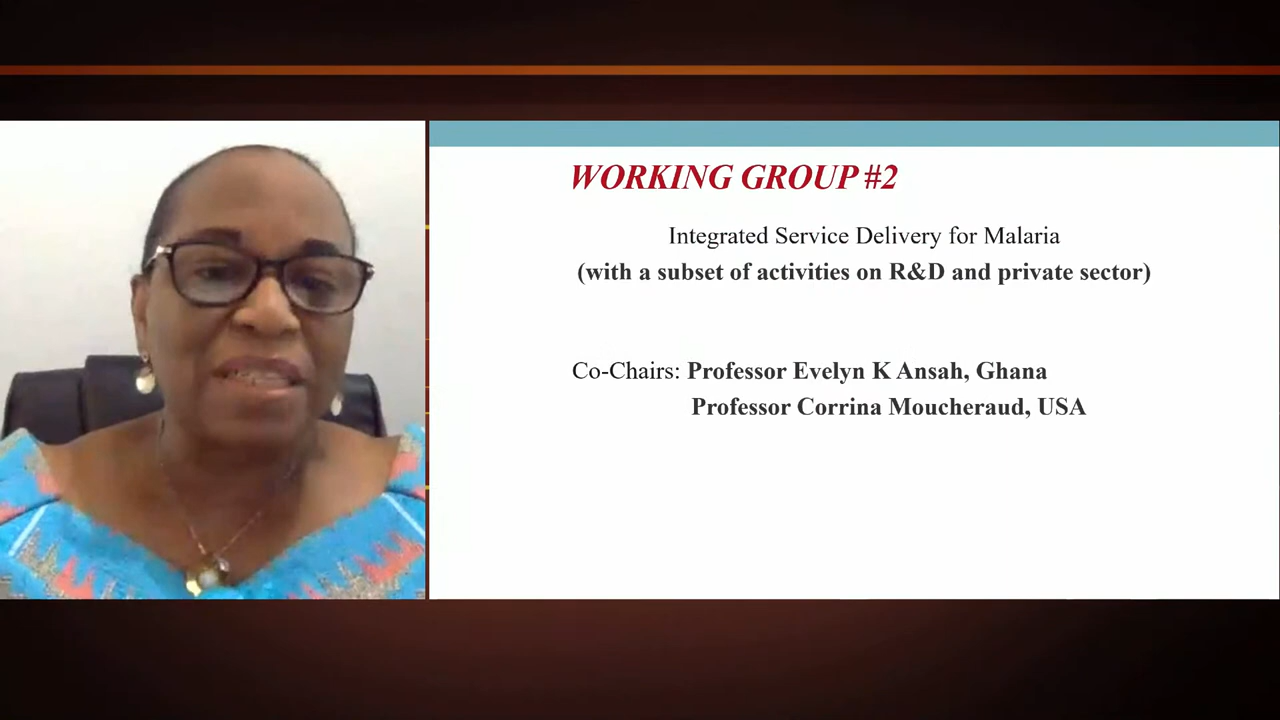 WORKING GROUP #2
Integrated Service Delivery for Malaria
(with a subset of activities on R&D and private sector)
Co-Chairs: Professor Evelyn K Ansah, Ghana
Professor Corrina Moucheraud, USA